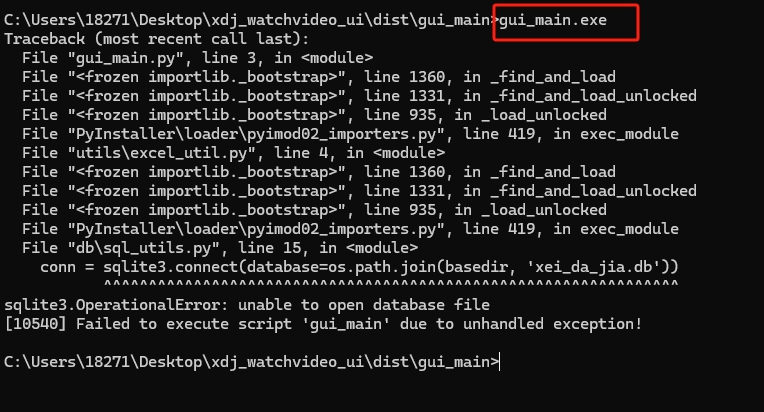 C:\Users\18271\Desktop\xdj_watchvideo_ui\dist\gui_main>gui_main.exe
Traceback (most recent call last):
  File "gui_main.py", line 3, in <module>
  File "<frozen importlib._bootstrap>", line 1360, in _find_and_load
  File "<frozen importlib._bootstrap>", line 1331, in _find_and_load_unlocked
  File "<frozen importlib._bootstrap>", line 935, in _load_unlocked
  File "PyInstaller\loader\pyimod02_importers.py", line 419, in exec_module
  File "utils\excel_util.py", line 4, in <module>
  File "<frozen importlib._bootstrap>", line 1360, in _find_and_load
  File "<frozen importlib._bootstrap>", line 1331, in _find_and_load_unlocked
  File "<frozen importlib._bootstrap>", line 935, in _load_unlocked
  File "PyInstaller\loader\pyimod02_importers.py", line 419, in exec_module
  File "db\sql_utils.py", line 15, in <module>
    conn = sqlite3.connect(database=os.path.join(basedir, 'xei_da_jia.db'))
           ^^^^^^^^^^^^^^^^^^^^^^^^^^^^^^^^^^^^^^^^^^^^^^^^^^^^^^^^^^^^^^^^
sqlite3.OperationalError: unable to open database file
[10540] Failed to execute script 'gui_main' due to unhandled exception!
C:\Users\18271\Desktop\xdj_watchvideo_ui\dist\gui_main>